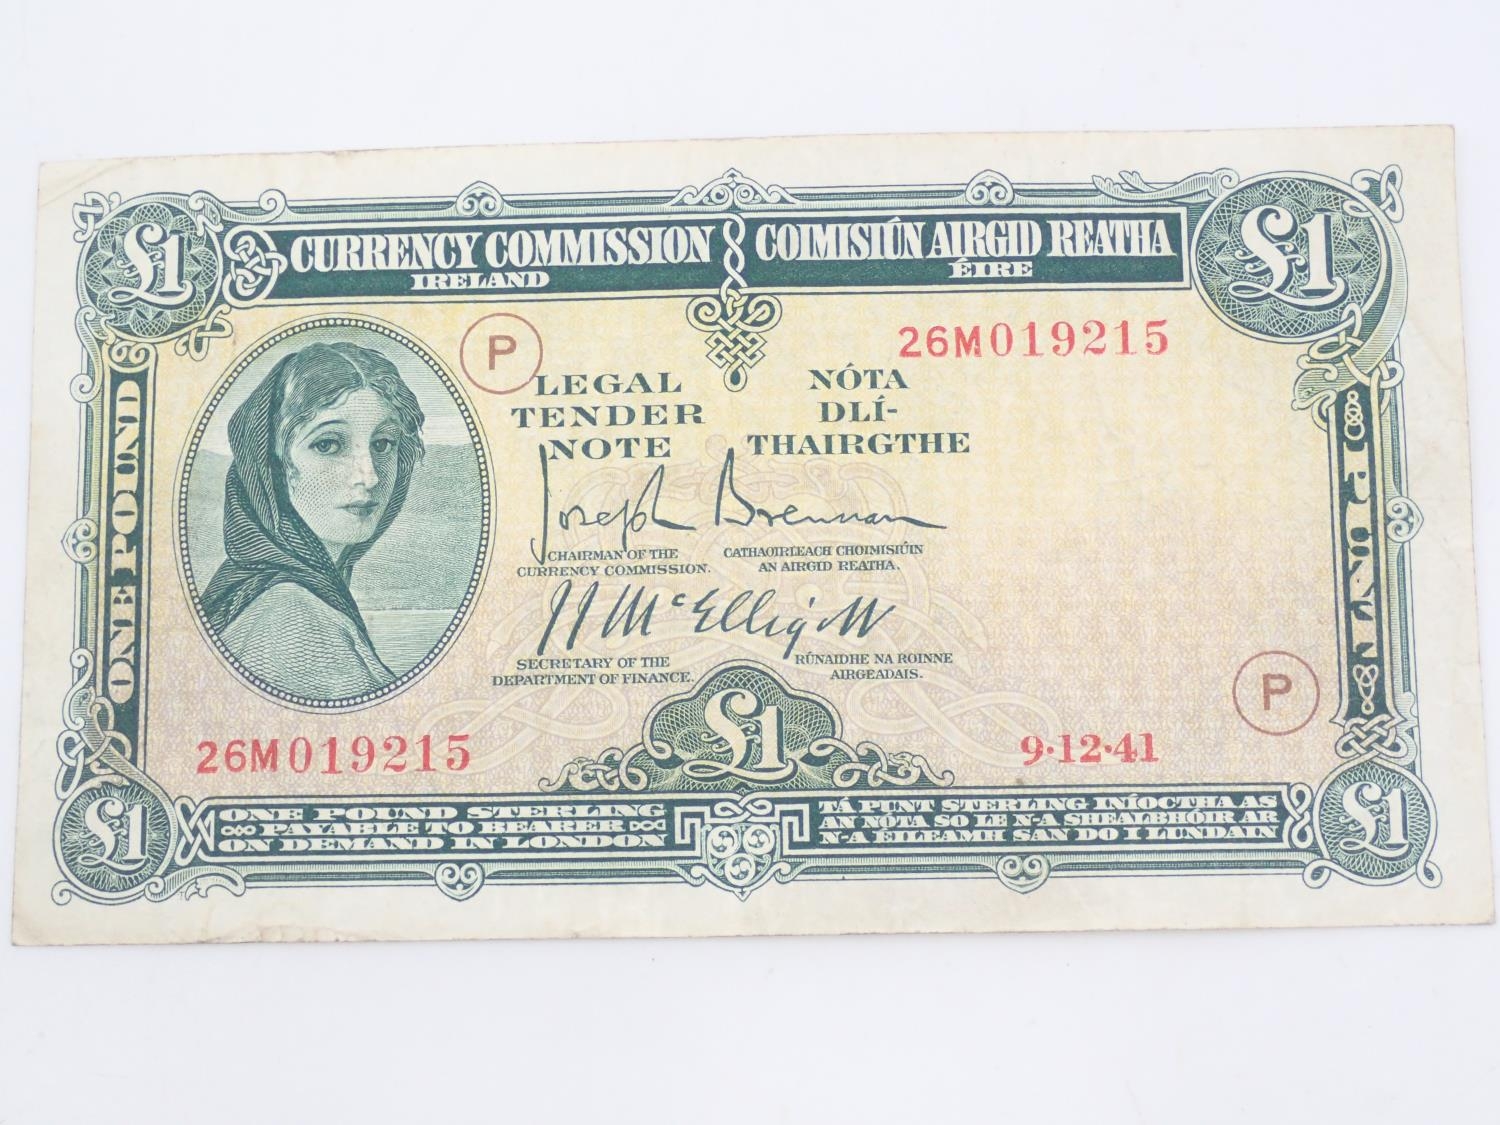 £1
CURRENCY COMMISSION
IRELAND
COIMISIÚN AIRGID REATHA
ÉIRE
£1
P
26M019215
LEGAL
TENDER
NOTE
NÓTA
DLÍ-
THAIRGTHE
ONE POUND
Joseph Brennan
CHAIRMAN OF THE
CURRENCY COMMISSION.
CATHAOIRLEACH CHOIMISIÚIN
AN AIRGID REATHA.
J J McElligott
SECRETARY OF THE
DEPARTMENT OF FINANCE.
RÚNAIDHE NA ROINNE
AIRGEADAIS.
P
£1
26M019215
9·12·41
£1
ONE POUND STERLING
PAYABLE TO BEARER
ON DEMAND IN LONDON
TÁ PUNT STERLING INÍOCTHA AS
AN NÓTA SO LE N-A SHEALBHÓIR AR
N-A ÉILEAMH SAN DO I LUNDAIN
£1